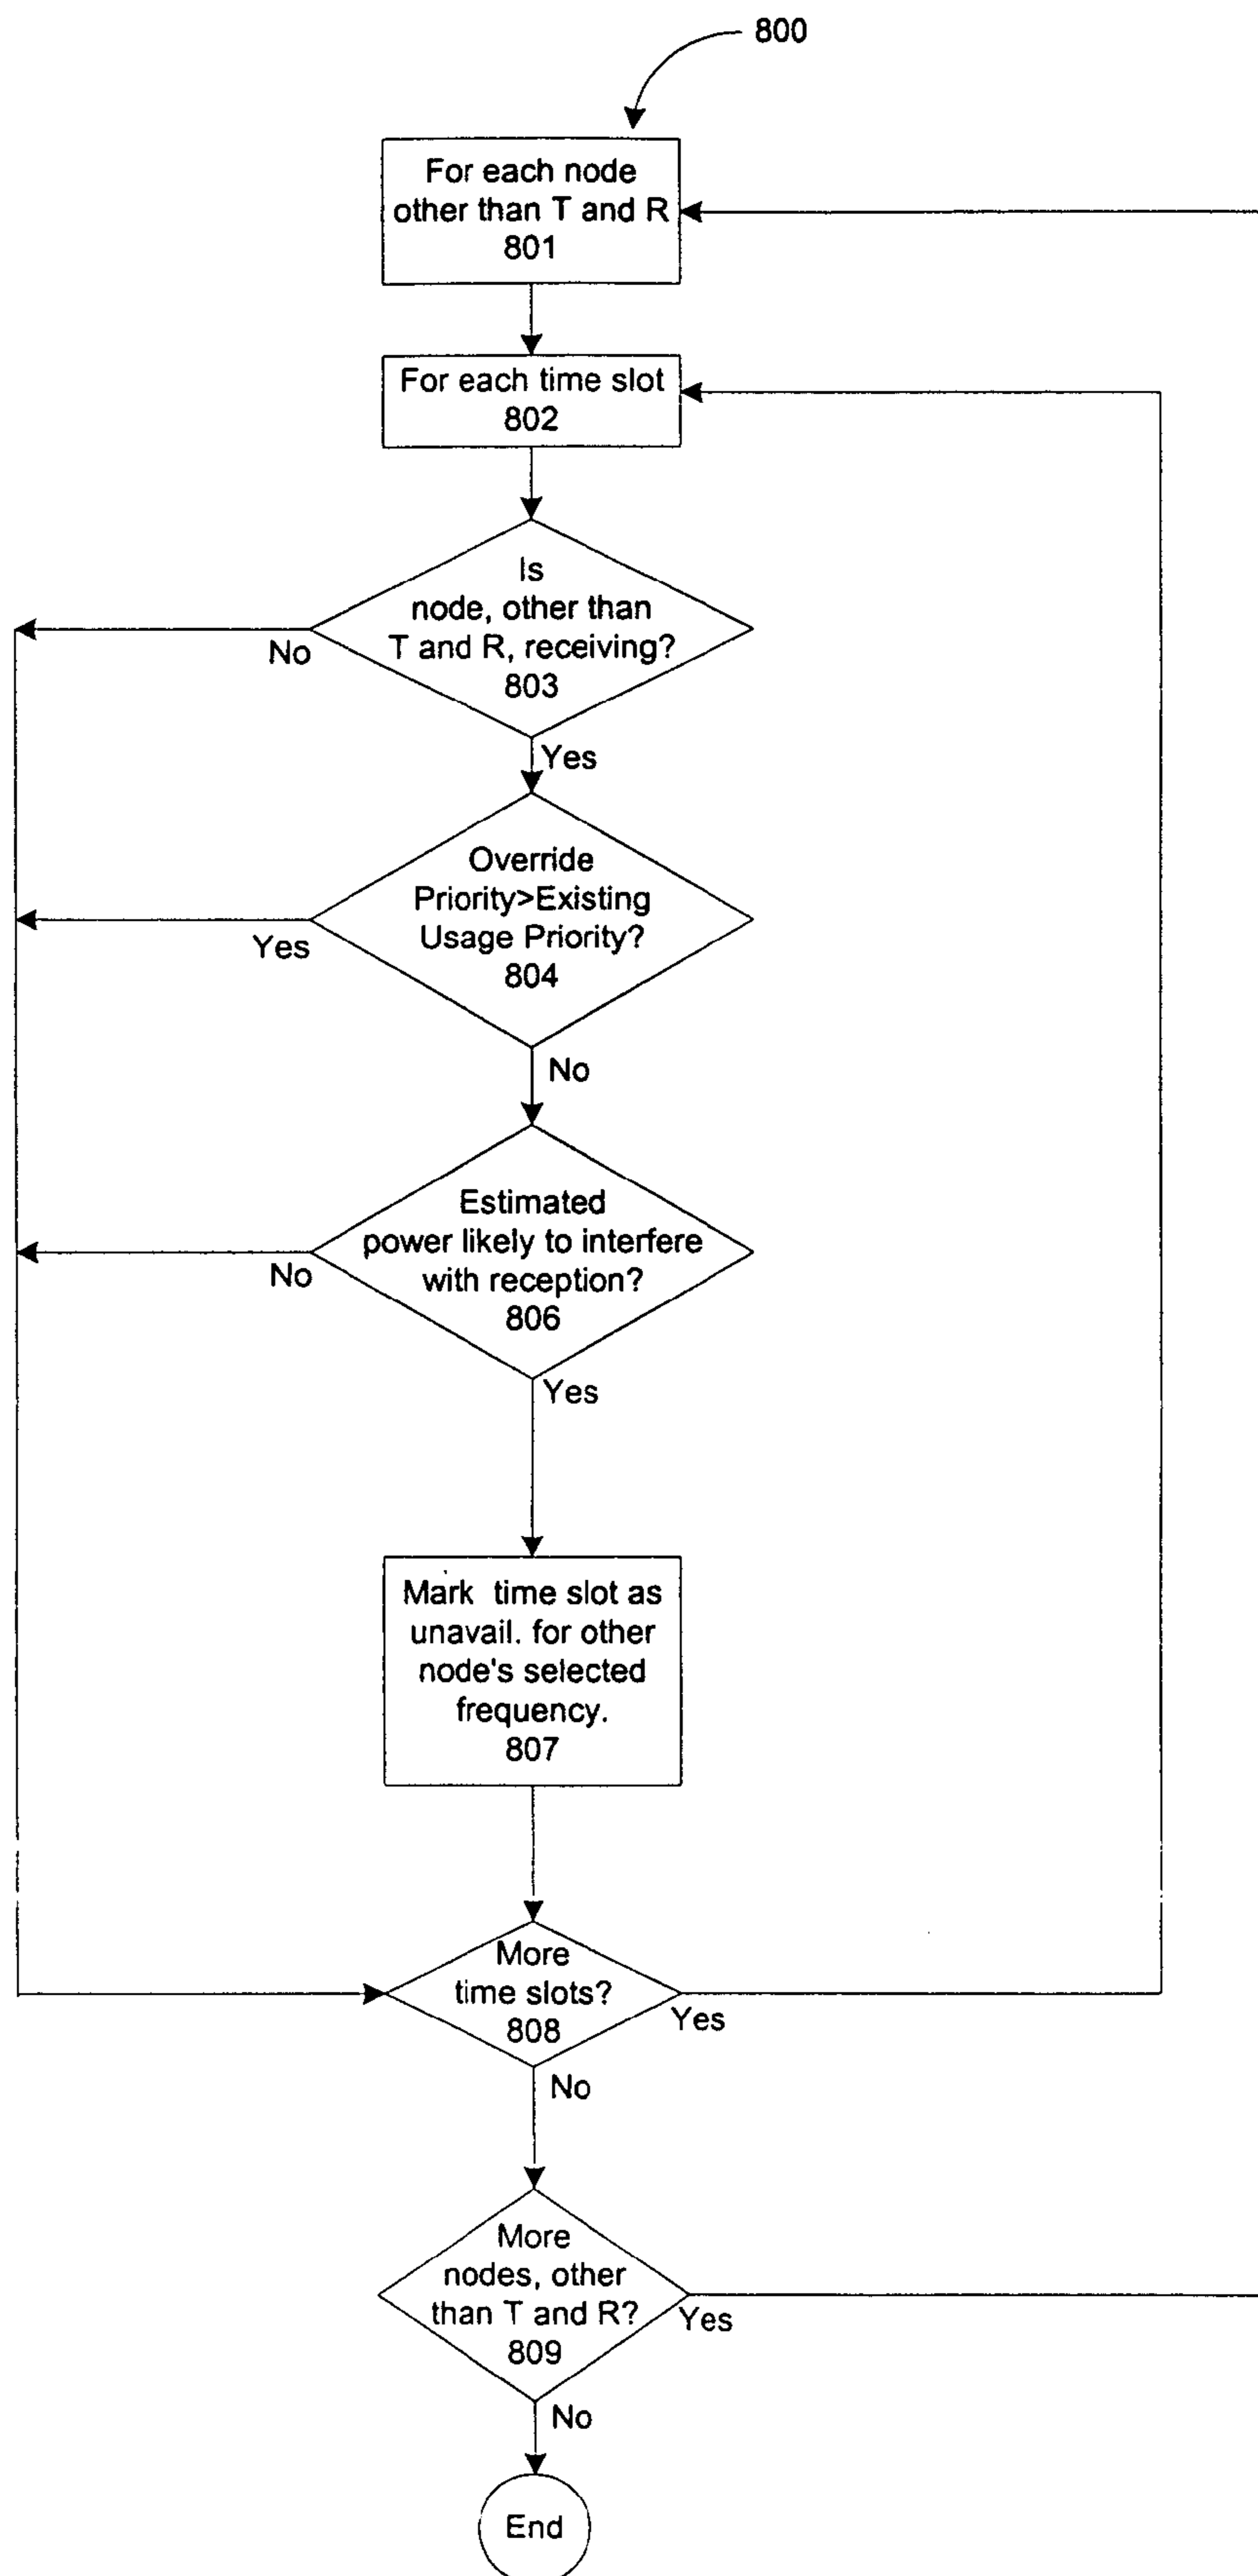 800
For each node
other than T and R
801
For each time slot
802
Is
node, other than
T and R, receiving?
803
No
Yes
Override
Priority>Existing
Usage Priority?
804
Yes
No
Estimated
power likely to interfere
with reception?
806
No
Yes
Mark time slot as
unavail. for other
node's selected
frequency.
807
More
time slots?
808
Yes
No
More
nodes, other
than T and R?
809
Yes
No
End